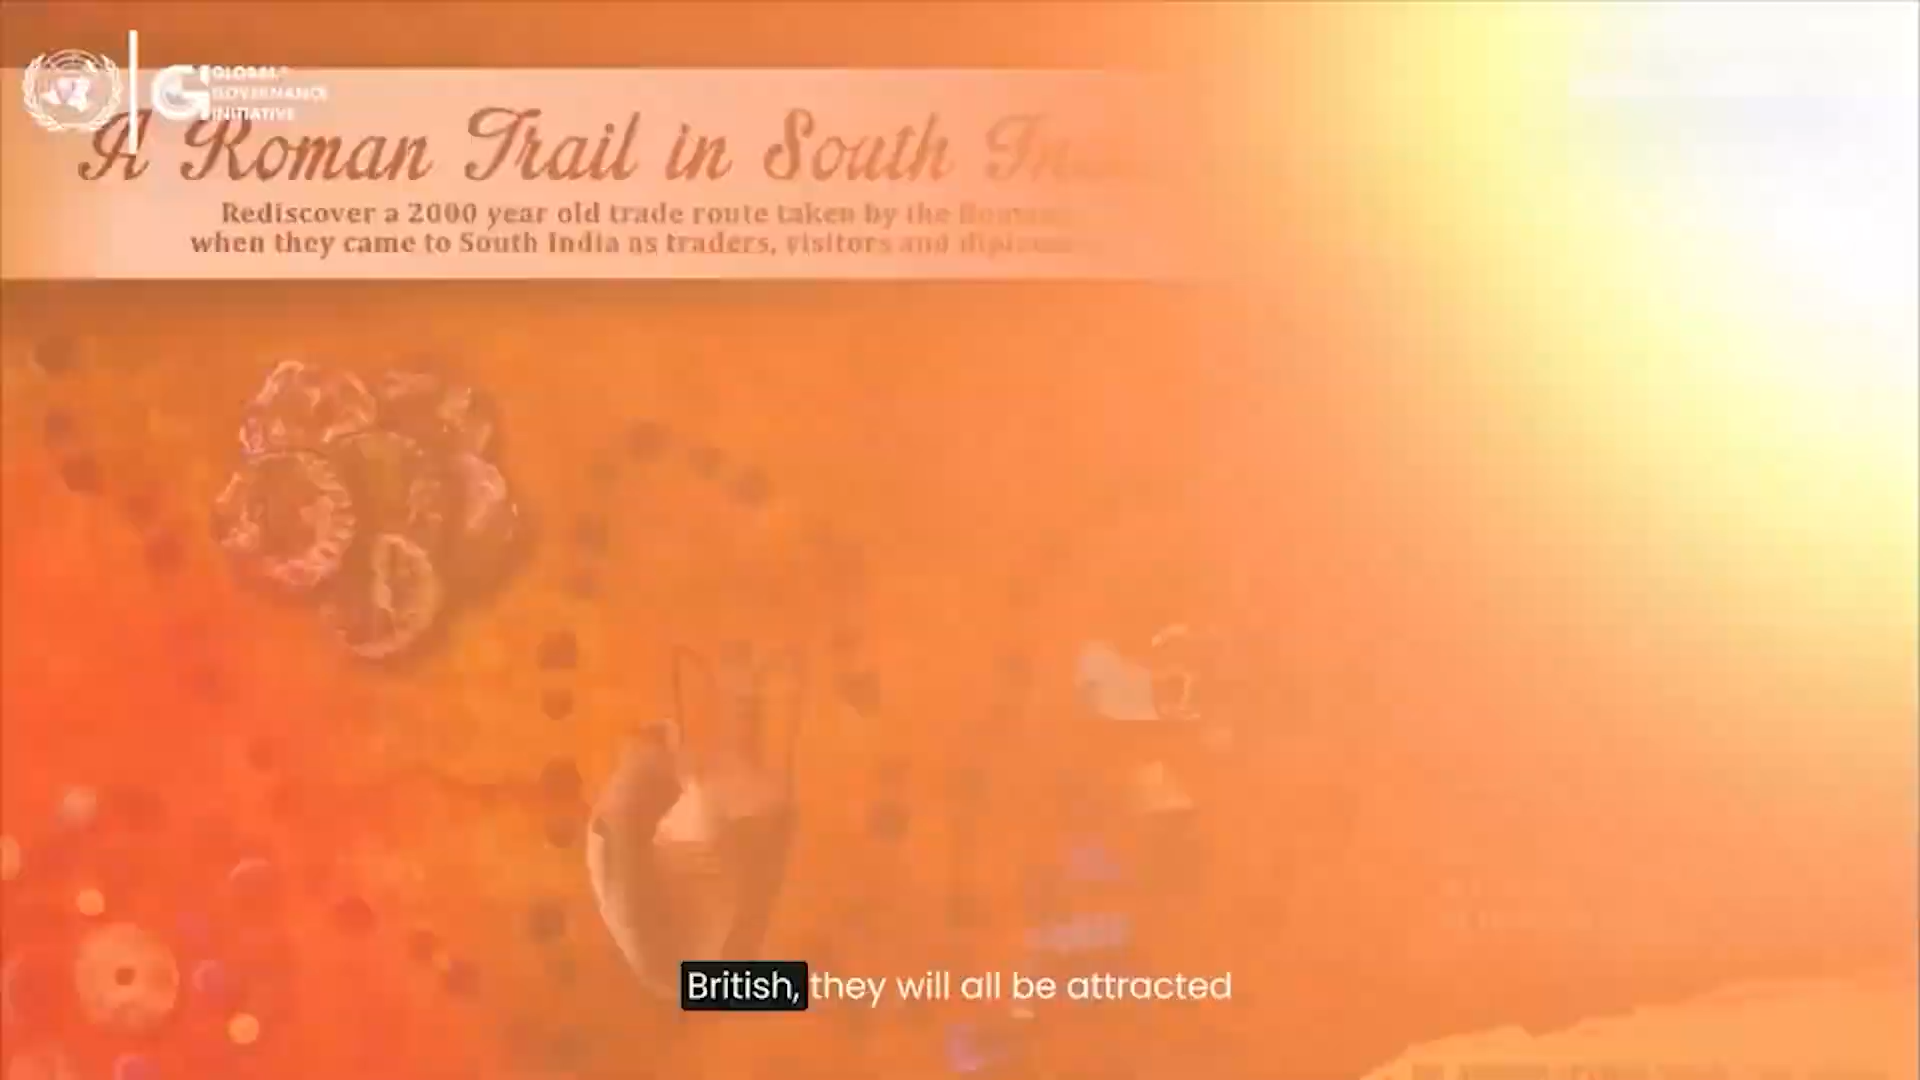 GLOBAL
GOVERNANCE
INITIATIVE
A Roman Trail in South
Rediscover a 2000 year old trade route taken by the Romans
when they came to South India as traders, visitors and
British, they will all be attracted